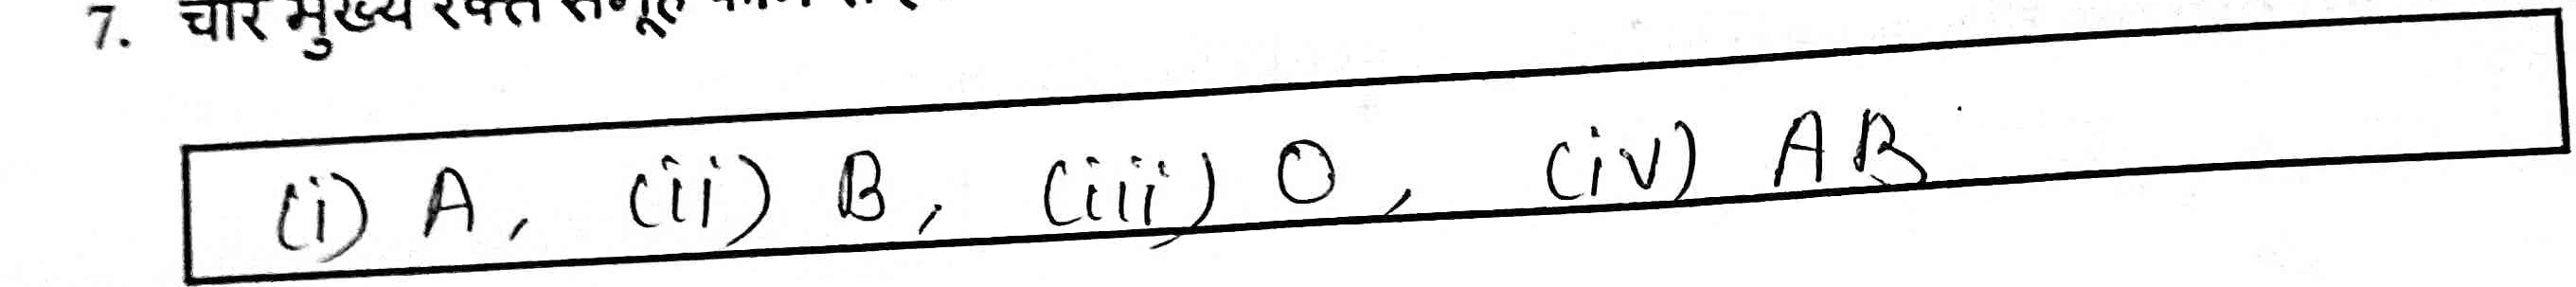 7. चार मुख्य रक्त समूह कौन से
(i) A, (ii) B, (iii) O, (iv) AB